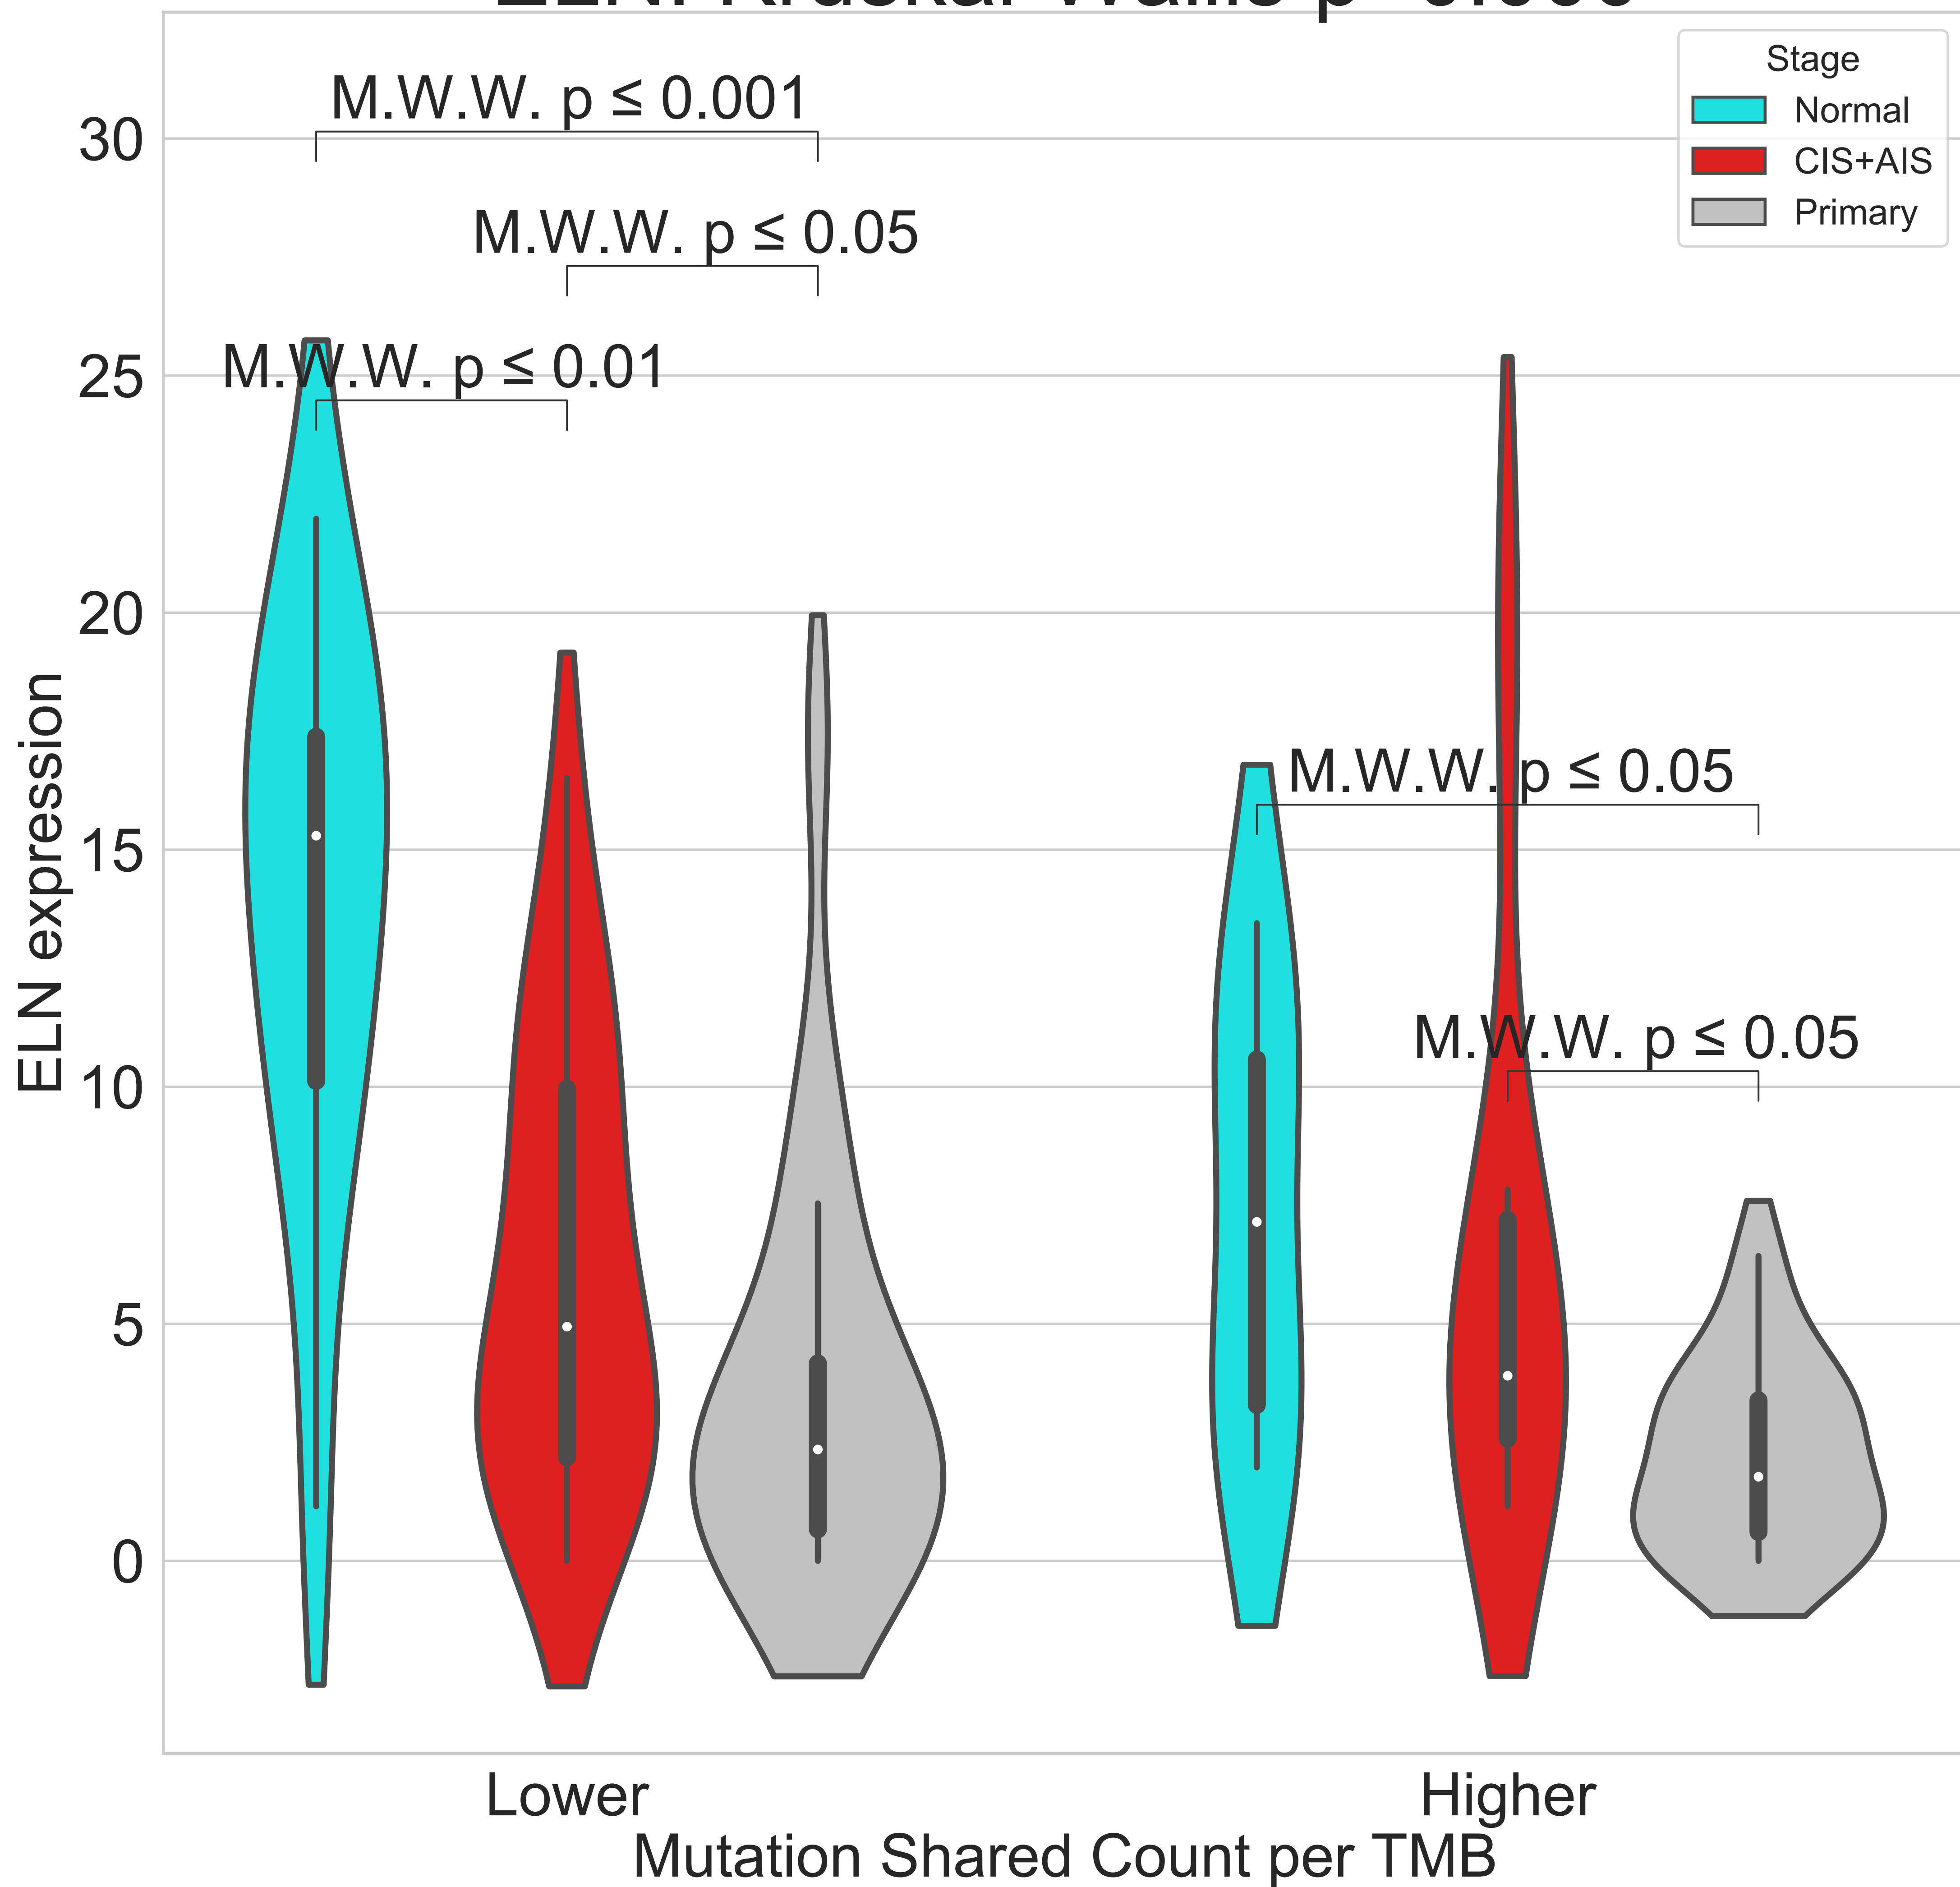 Stage
Normal
CIS+AIS
Primary
M.W.W. p ≤ 0.001
M.W.W. p ≤ 0.05
M.W.W. p ≤ 0.01
M.W.W. p ≤ 0.05
M.W.W. p ≤ 0.05
30
25
20
15
10
5
0
ELN expression
Lower
Higher
Mutation Shared Count per TMB